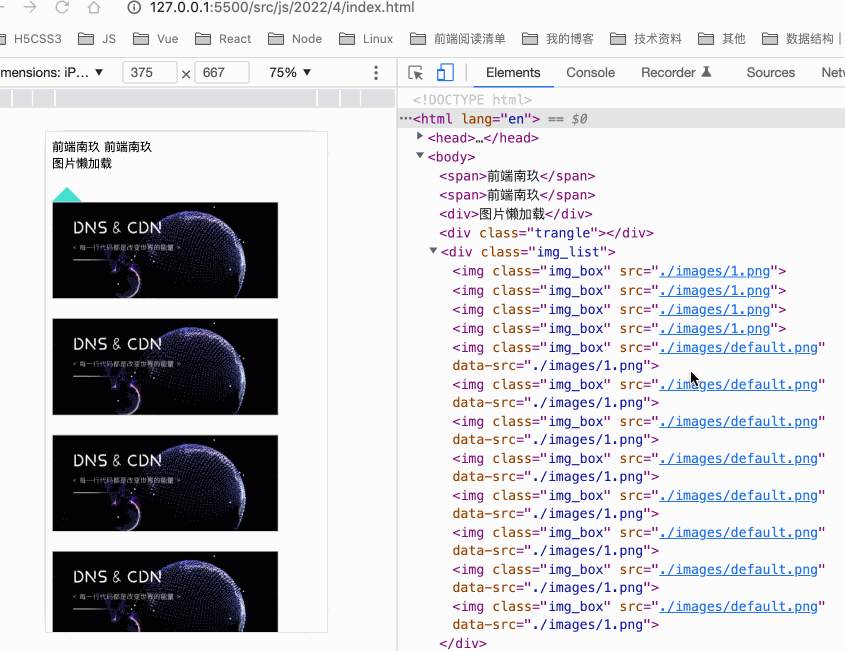 127.0.0.1:5500/src/js/2022/4/index.html
H5CSS3 JS Vue React Node Linux 前端阅读清单 我的博客 技术资料 其他 数据结构
mensions: iP… ▼ 375 × 667 75% ▼
Elements Console Recorder Sources Netw
前端南玖 前端南玖
图片懒加载
DNS & CDN
< 每一行代码都是改变世界的能量 >
DNS & CDN
< 每一行代码都是改变世界的能量 >
DNS & CDN
< 每一行代码都是改变世界的能量 >
DNS & CDN
< 每一行代码都是改变世界的能量 >
<!DOCTYPE html>
<html lang="en"> == $0
<head>…</head>
<body>
<span>前端南玖</span>
<span>前端南玖</span>
<div>图片懒加载</div>
<div class="trangle"></div>
<div class="img_list">
<img class="img_box" src="./images/1.png">
<img class="img_box" src="./images/1.png">
<img class="img_box" src="./images/1.png">
<img class="img_box" src="./images/1.png">
<img class="img_box" src="./images/default.png"
data-src="./images/1.png">
<img class="img_box" src="./images/default.png"
data-src="./images/1.png">
<img class="img_box" src="./images/default.png"
data-src="./images/1.png">
<img class="img_box" src="./images/default.png"
data-src="./images/1.png">
<img class="img_box" src="./images/default.png"
data-src="./images/1.png">
<img class="img_box" src="./images/default.png"
data-src="./images/1.png">
<img class="img_box" src="./images/default.png"
data-src="./images/1.png">
<img class="img_box" src="./images/default.png"
data-src="./images/1.png">
</div>